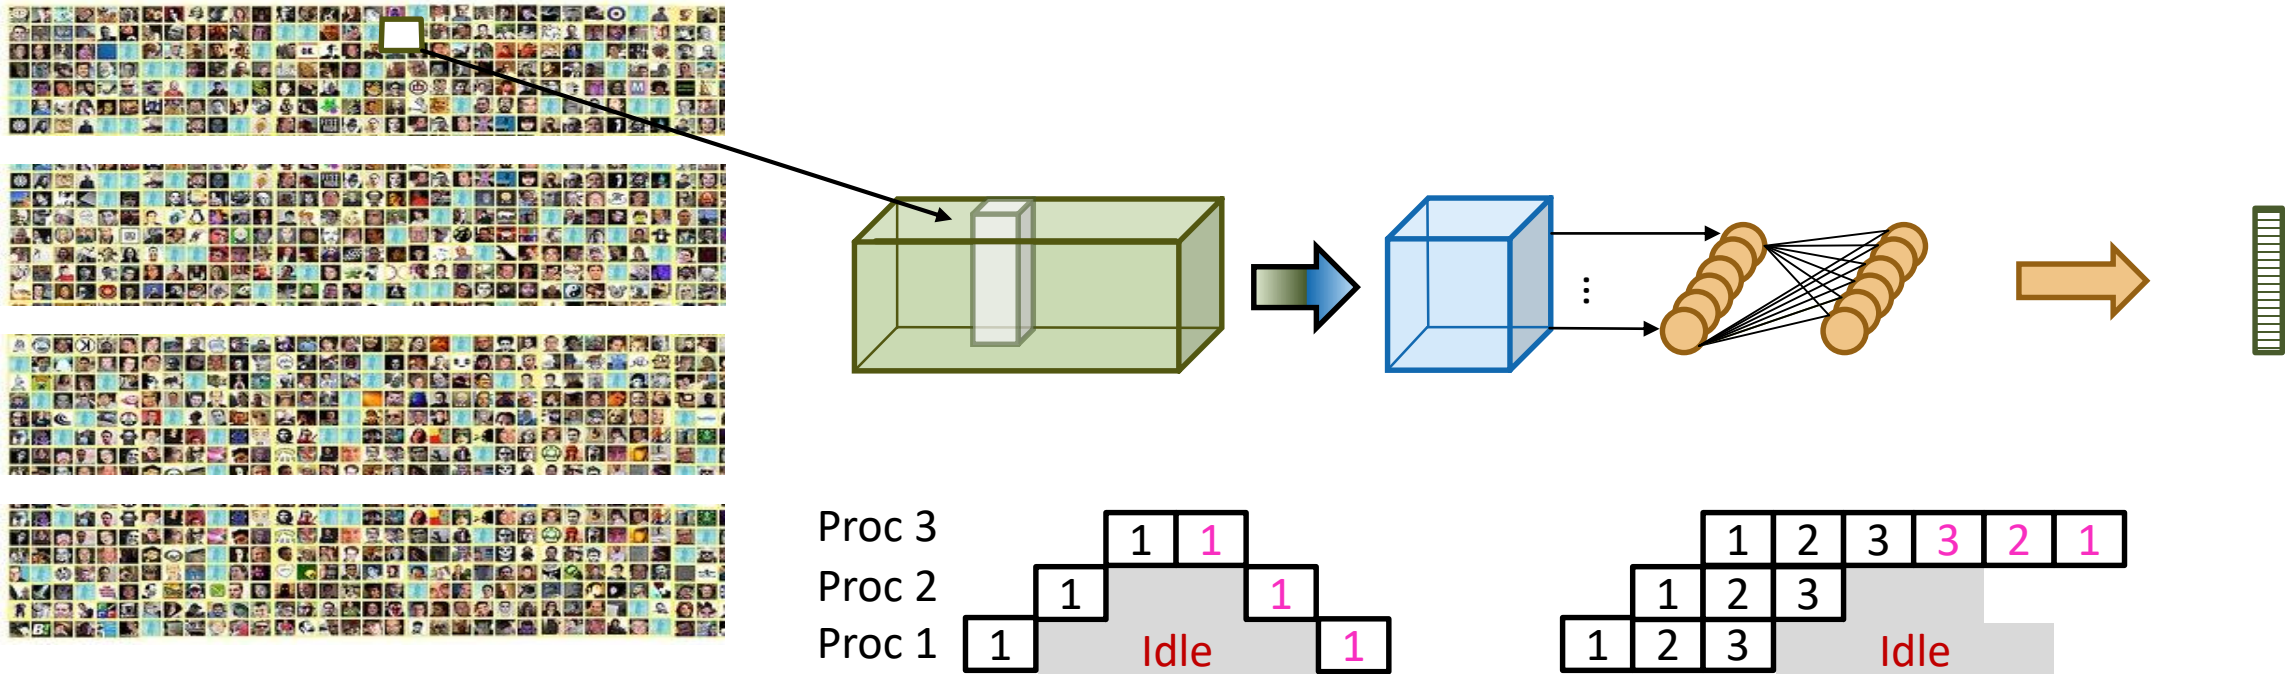 Proc 3
1 1
Proc 2
1 1
Proc 1
1 Idle 1
1 2 3 3 2 1
1 2 3
1 2 3 Idle
⋮